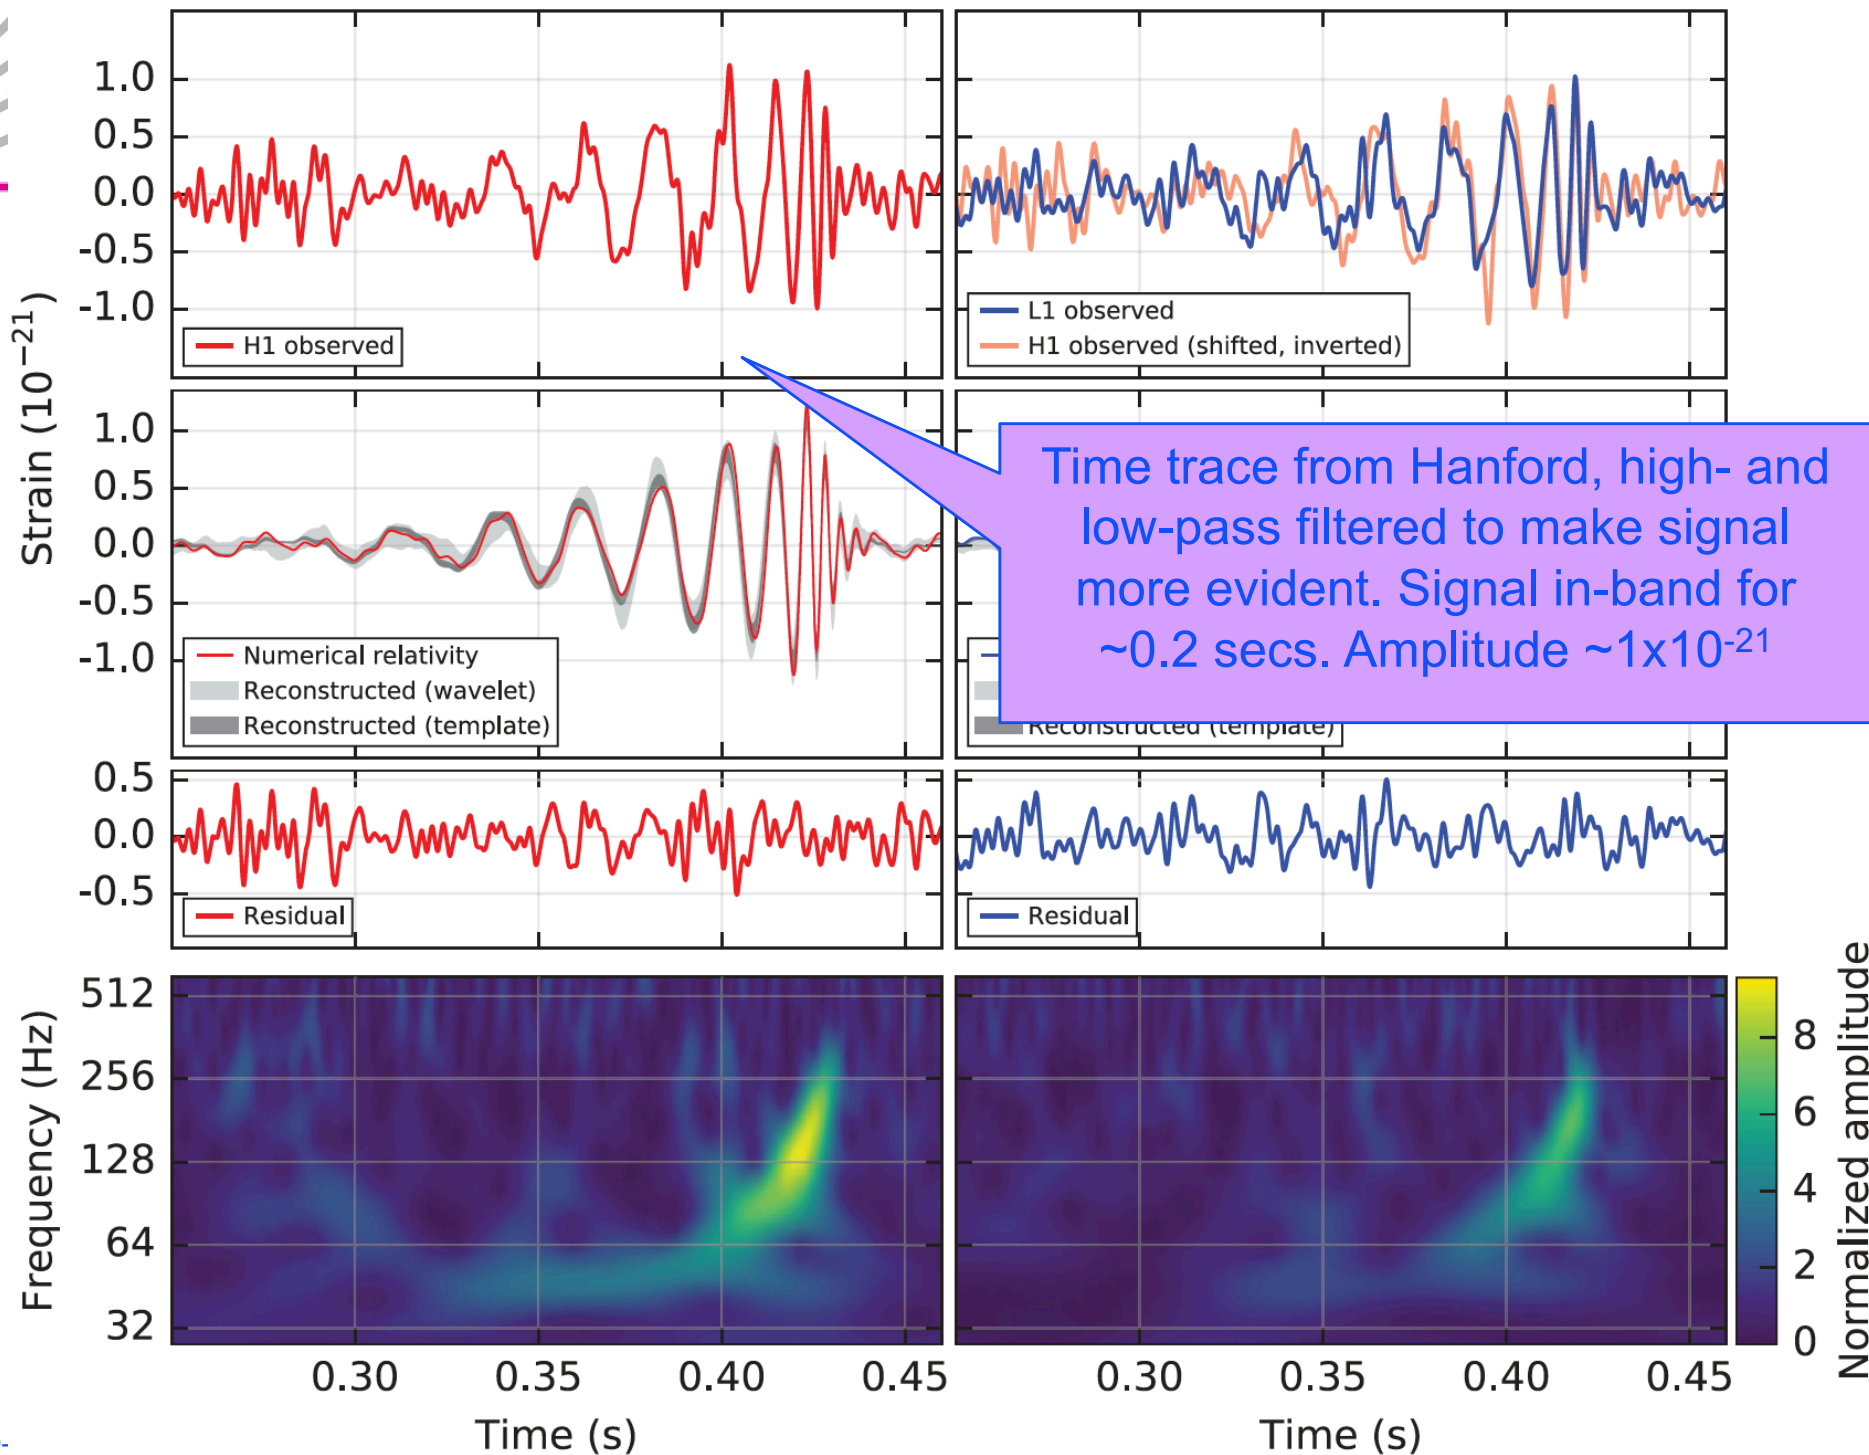 1.0
0.5
0.0
-0.5
-1.0
H1 observed
L1 observed
H1 observed (shifted, inverted)
Strain (10⁻²¹)
1.0
0.5
0.0
-0.5
-1.0
Numerical relativity
Reconstructed (wavelet)
Reconstructed (template)
Time trace from Hanford, high- and
low-pass filtered to make signal
more evident. Signal in-band for
~0.2 secs. Amplitude ~1x10⁻²¹
Reconstructed (template)
0.5
0.0
-0.5
Residual
Residual
Frequency (Hz)
512
256
128
64
32
0.30 0.35 0.40 0.45
Time (s)
0.30 0.35 0.40 0.45
Time (s)
8
6
4
2
0
Normalized amplitude